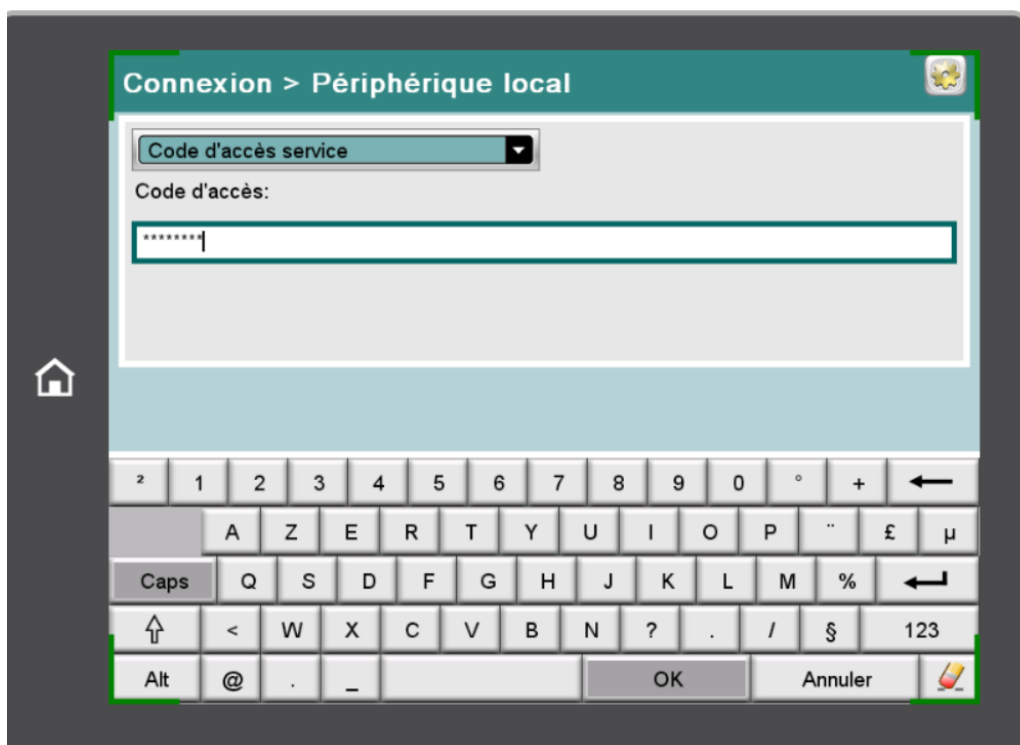 Connexion > Périphérique local
Code d'accès service
Code d'accès:
********
² 1 2 3 4 5 6 7 8 9 0 ° +
A Z E R T Y U I O P ¨ £ µ
Caps Q S D F G H J K L M %
< W X C V B N ? . / § 123
Alt @ . _ OK Annuler